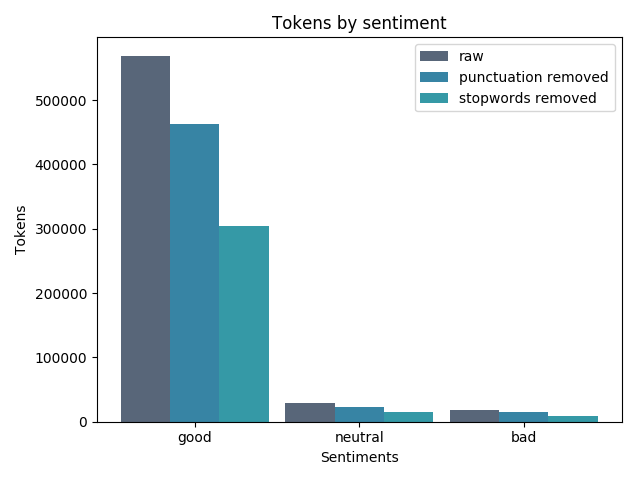 Tokens by sentiment
raw
punctuation removed
stopwords removed
500000
400000
300000
200000
100000
0
Tokens
good
neutral
bad
Sentiments